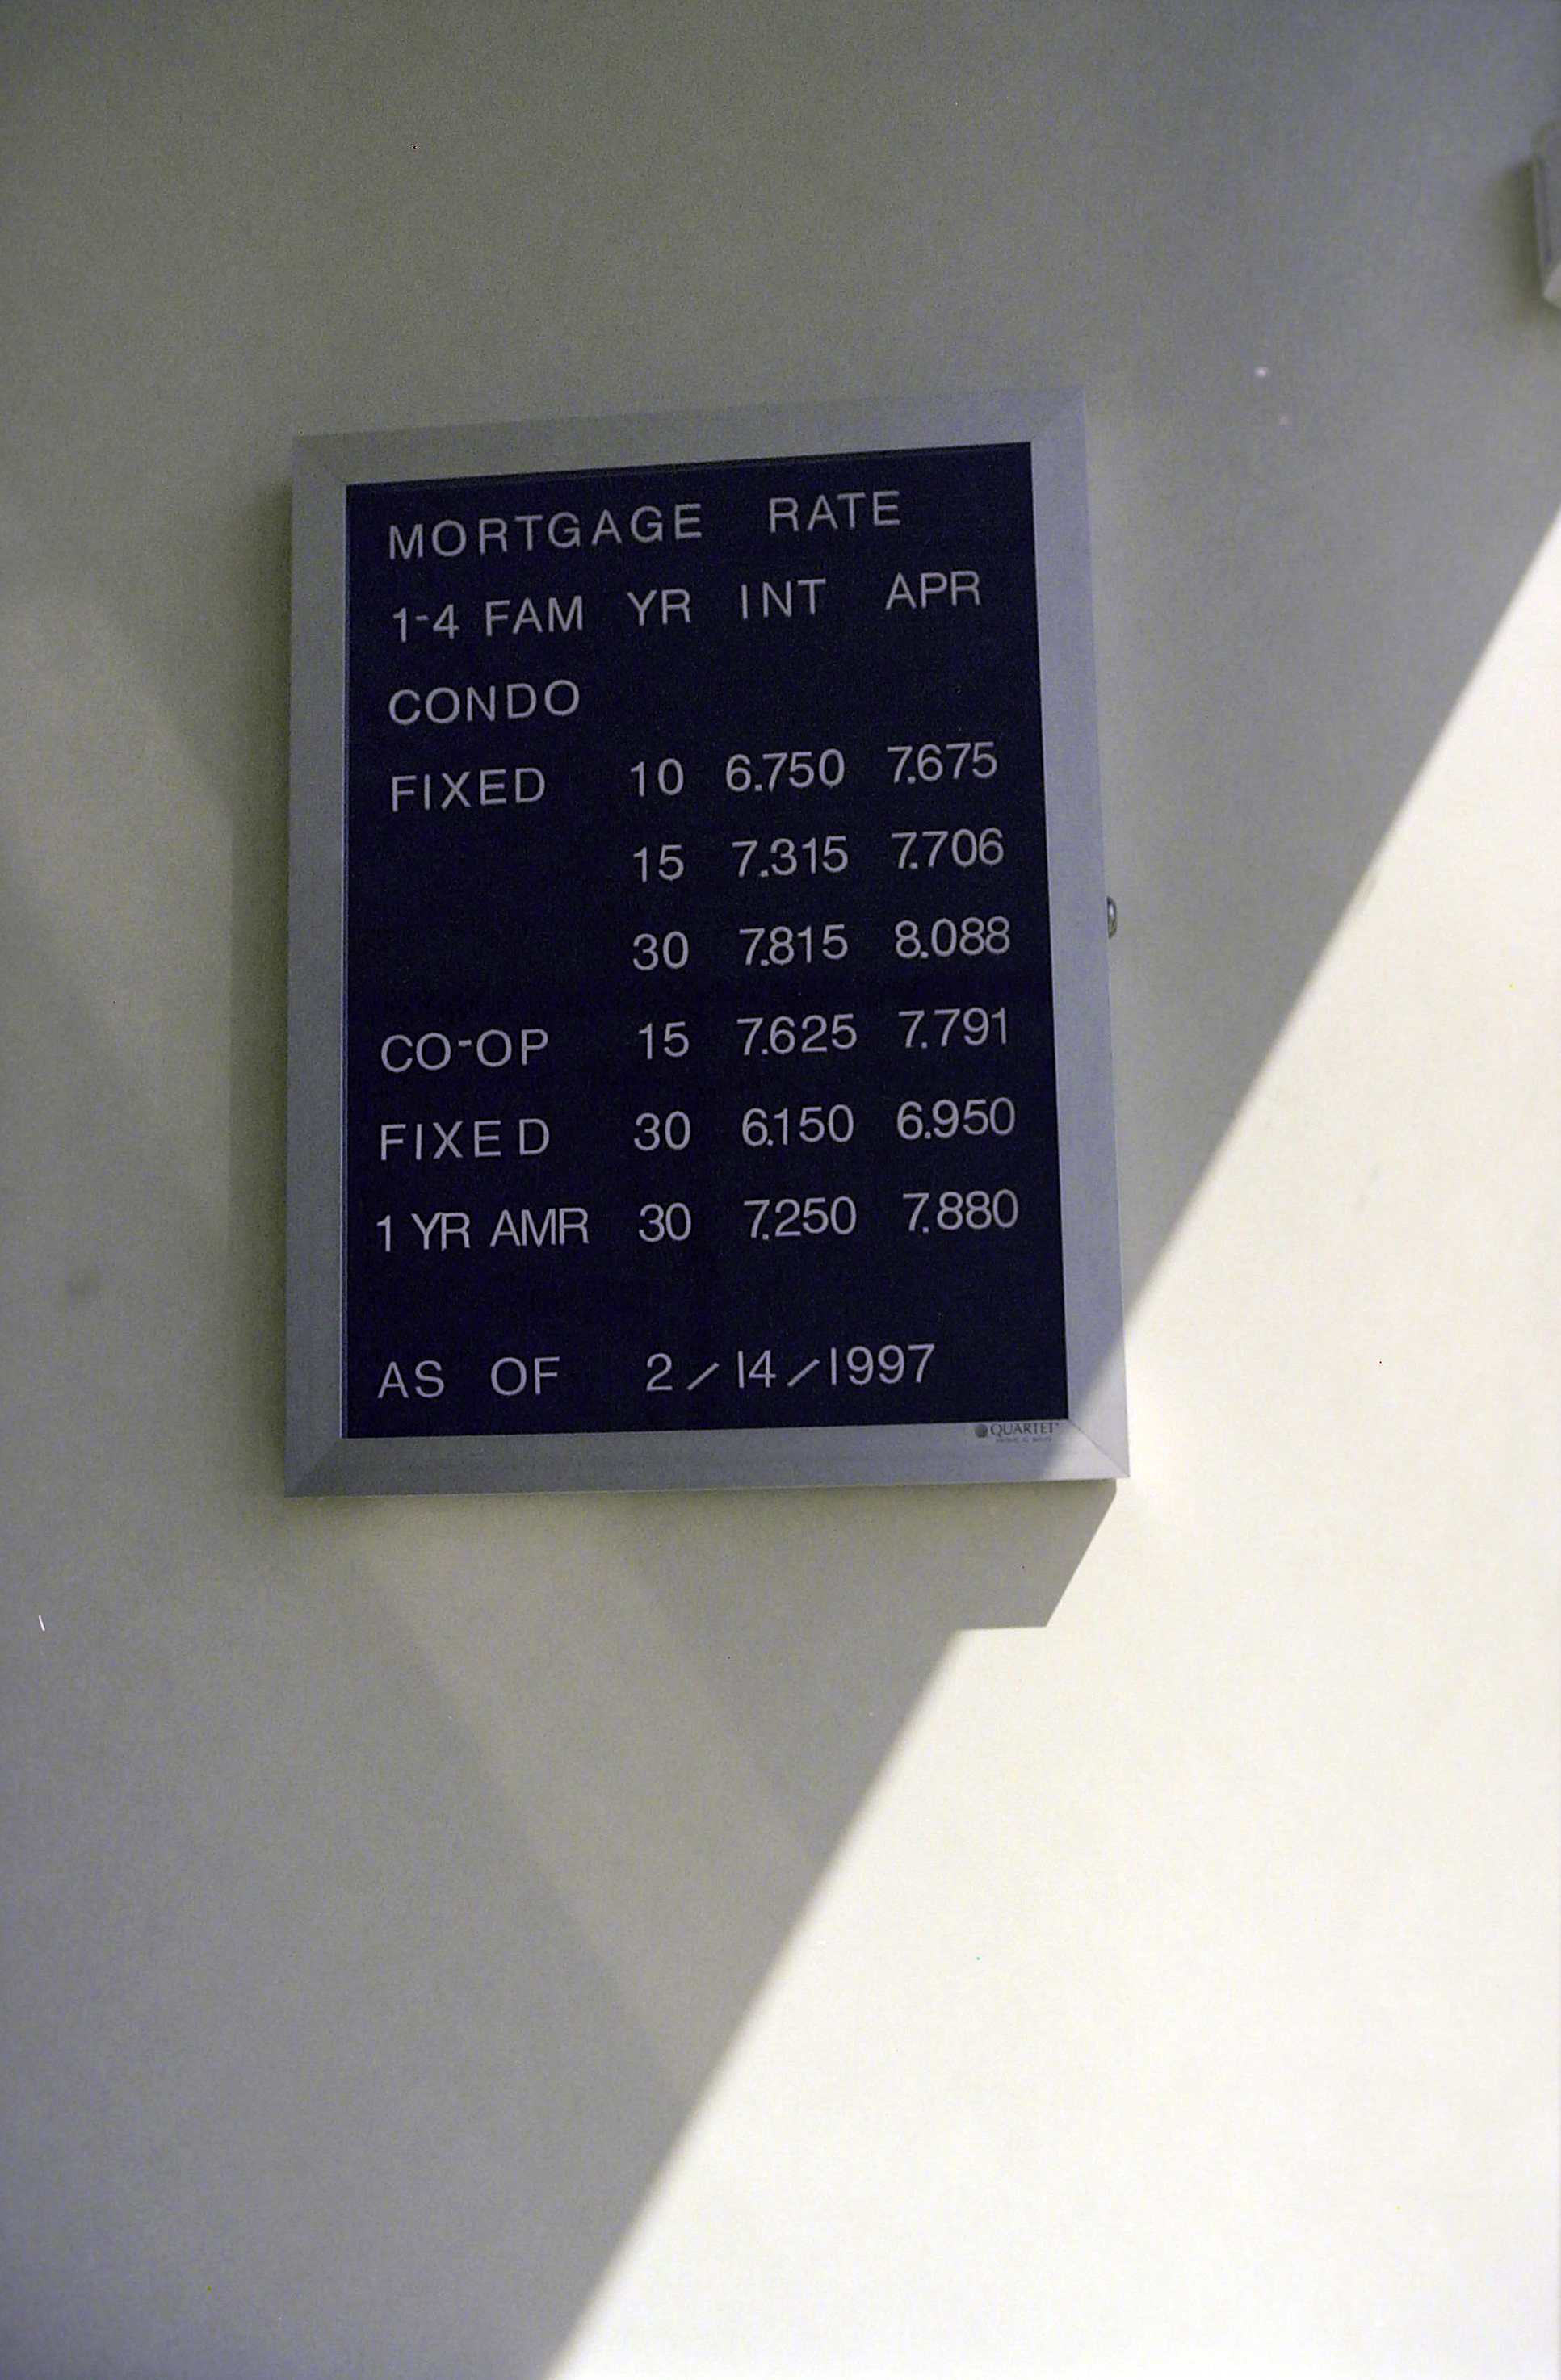 MORTGAGE RATE
1-4 FAM YR INT APR
CONDO
FIXED 10 6.750 7.675
15 7.315 7.706
30 7.815 8.088
CO-OP 15 7.625 7.791
FIXED 30 6.150 6.950
1 YR AMR 30 7.250 7.880
AS OF 2/14/1997
QUARTET